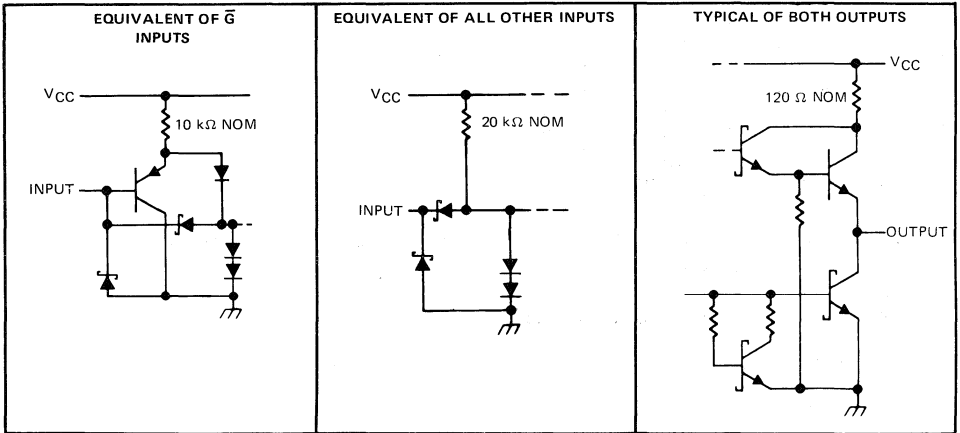 EQUIVALENT OF G̅
INPUTS
VCC
10 kΩ NOM
INPUT
EQUIVALENT OF ALL OTHER INPUTS
VCC
20 kΩ NOM
INPUT
TYPICAL OF BOTH OUTPUTS
VCC
120 Ω NOM
OUTPUT